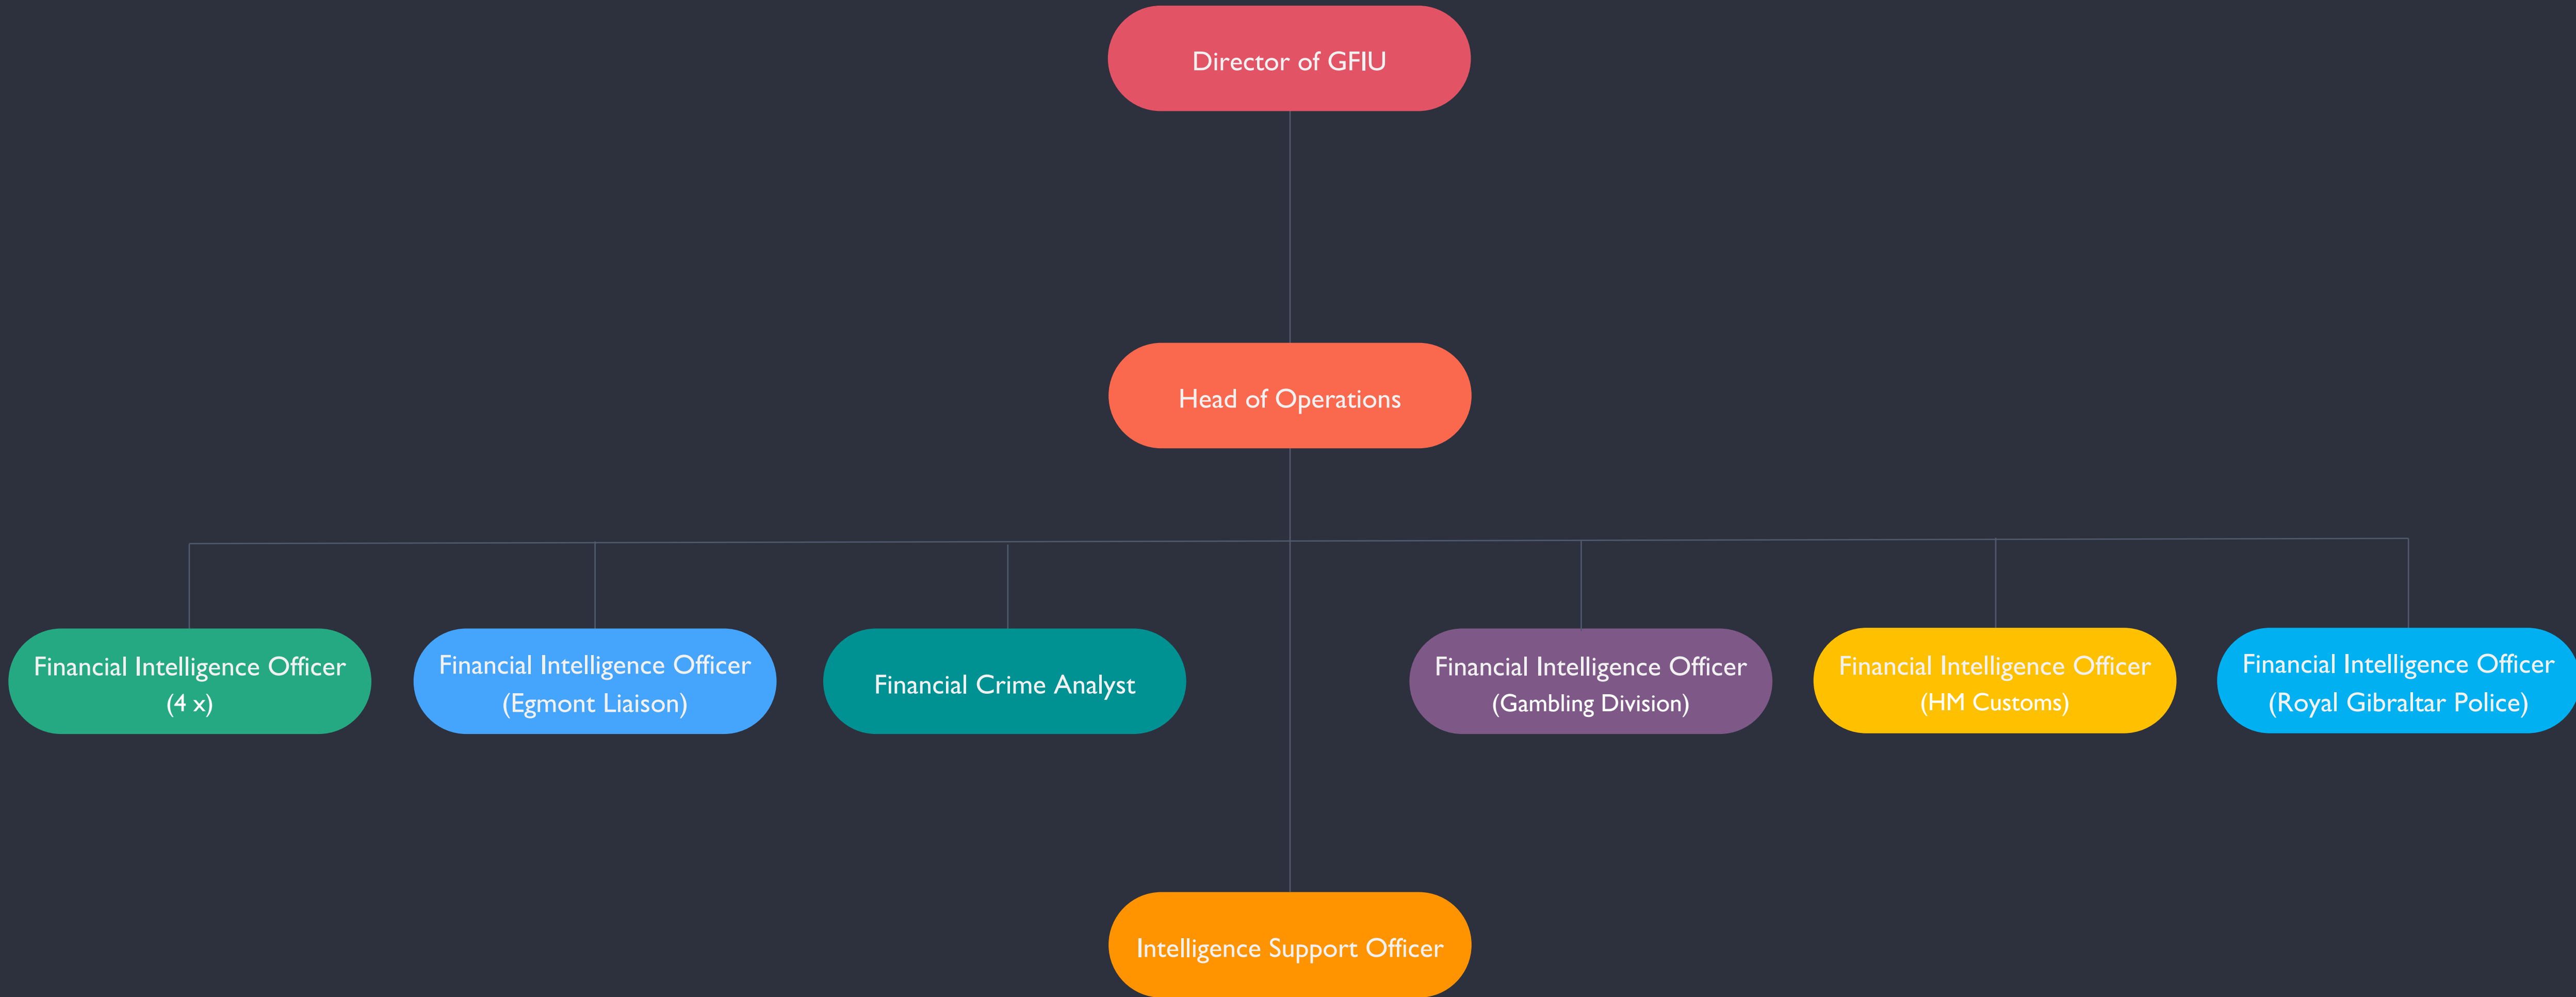 Director of GFIU
Head of Operations
Financial Intelligence Officer
(4 x)
Financial Intelligence Officer
(Egmont Liaison)
Financial Crime Analyst
Financial Intelligence Officer
(Gambling Division)
Financial Intelligence Officer
(HM Customs)
Financial Intelligence Officer
(Royal Gibraltar Police)
Intelligence Support Officer